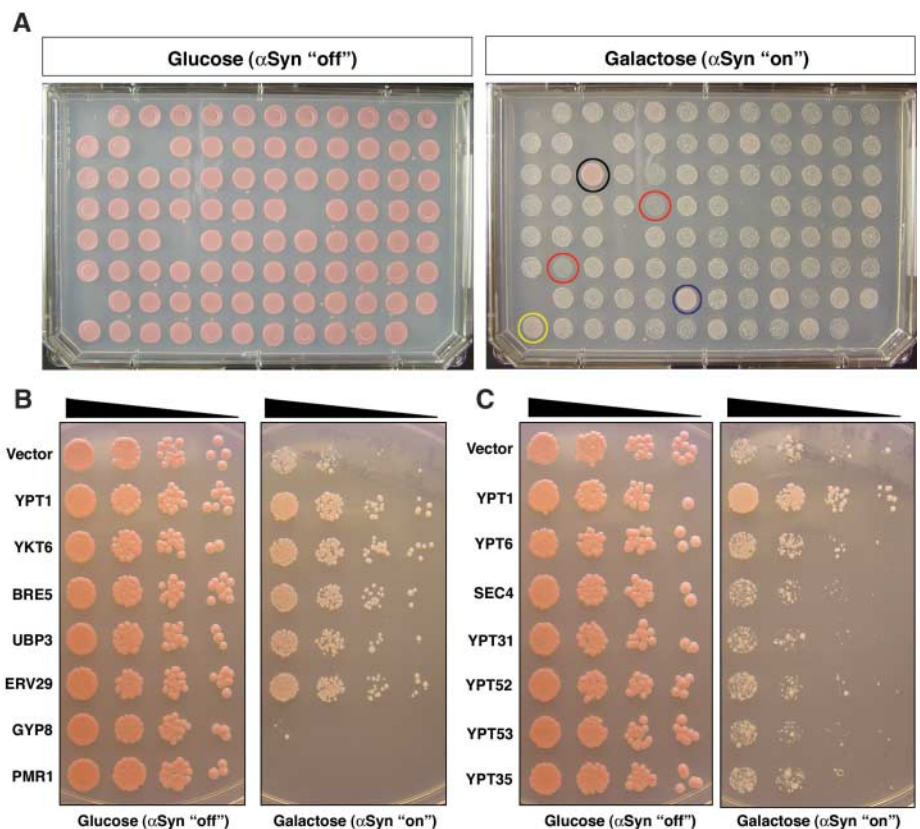 A
Glucose (αSyn “off”)
Galactose (αSyn “on”)
B
Vector
YPT1
YKT6
BRE5
UBP3
ERV29
GYP8
PMR1
Glucose (αSyn “off”)
Galactose (αSyn “on”)
C
Vector
YPT1
YPT6
SEC4
YPT31
YPT52
YPT53
YPT35
Glucose (αSyn “off”)
Galactose (αSyn “on”)